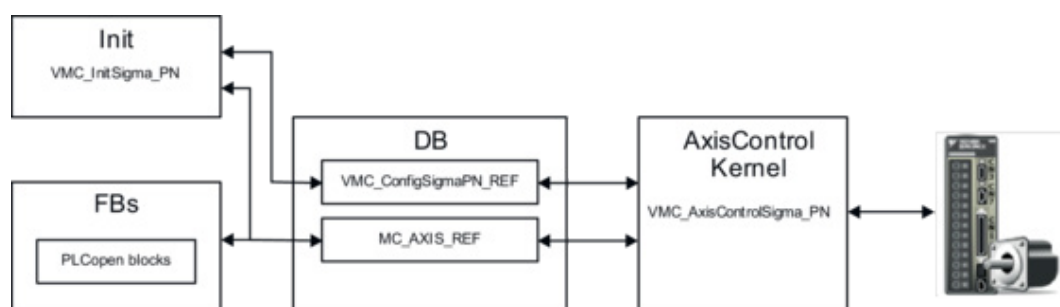 Init
VMC_InitSigma_PN
FBs
PLCopen blocks
DB
VMC_ConfigSigmaPN_REF
MC_AXIS_REF
AxisControl
Kernel
VMC_AxisControlSigma_PN